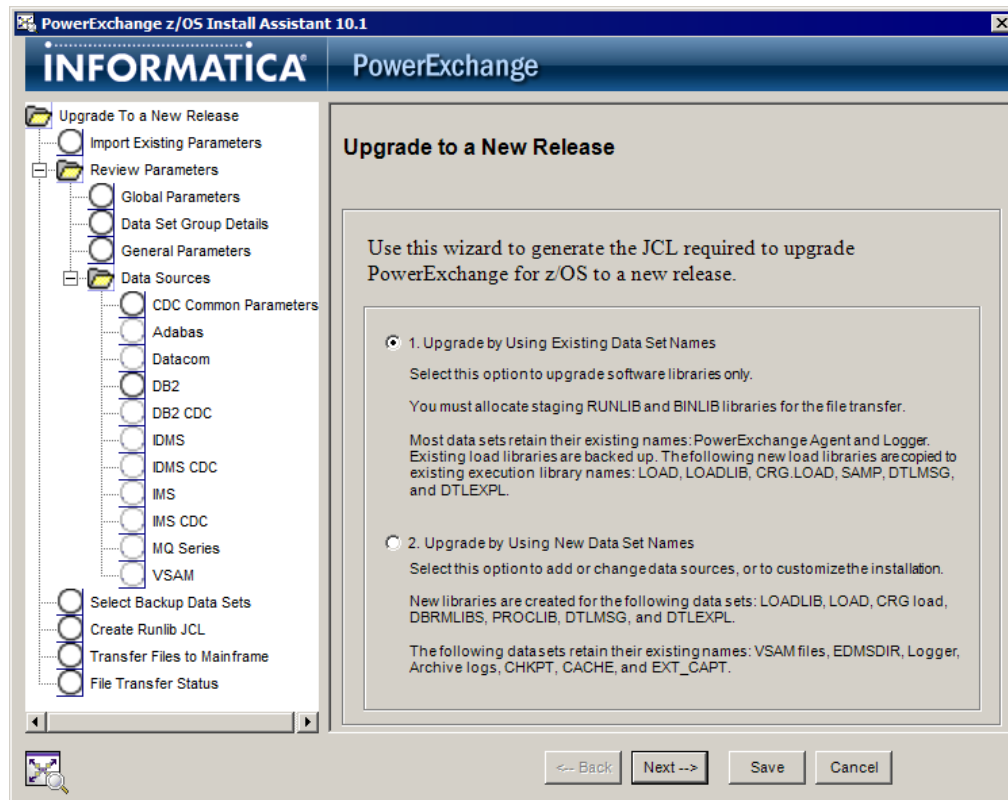 PowerExchange z/OS Install Assistant 10.1
INFORMATICA
PowerExchange
Upgrade To a New Release
Import Existing Parameters
Review Parameters
Global Parameters
Data Set Group Details
General Parameters
Data Sources
CDC Common Parameters
Adabas
Datacom
DB2
DB2 CDC
IDMS
IDMS CDC
IMS
IMS CDC
MQ Series
VSAM
Select Backup Data Sets
Create Runlib JCL
Transfer Files to Mainframe
File Transfer Status
Upgrade to a New Release
Use this wizard to generate the JCL required to upgrade
PowerExchange for z/OS to a new release.
1. Upgrade by Using Existing Data Set Names
Select this option to upgrade software libraries only.
You must allocate staging RUNLIB and BINLIB libraries for the file transfer.
Most data sets retain their existing names: PowerExchange Agent and Logger.
Existing load libraries are backed up. The following new load libraries are copied to
existing execution library names: LOAD, LOADLIB, CRG.LOAD, SAMP, DTLMSG,
and DTLEXPL.
2. Upgrade by Using New Data Set Names
Select this option to add or change data sources, or to customize the installation.
New libraries are created for the following data sets: LOADLIB, LOAD, CRG load,
DBRMLIBS, PROCLIB, DTLMSG, and DTLEXPL.
The following data sets retain their existing names: VSAM files, EDMSDIR, Logger,
Archive logs, CHKPT, CACHE, and EXT_CAPT.
<-- Back
Next -->
Save
Cancel